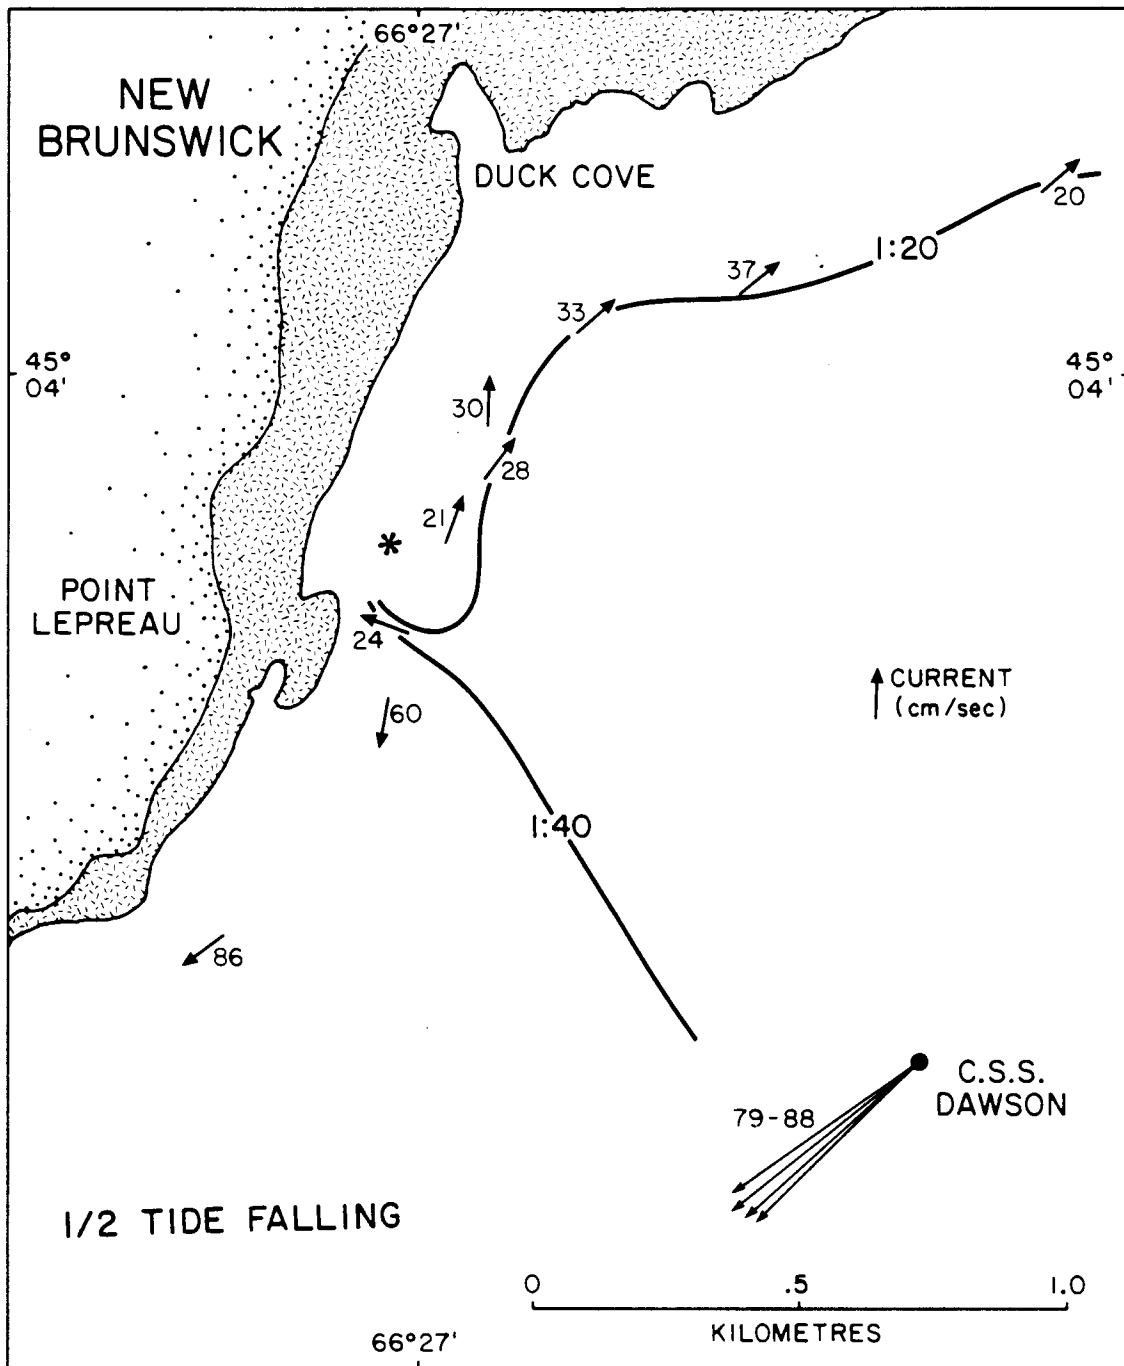 66°27'
NEW
BRUNSWICK
DUCK COVE
20
1:20
37
33
45°
04'
45°
04'
30
28
21
*
POINT
LEPREAU
24
CURRENT
(cm/sec)
60
1:40
86
C.S.S.
DAWSON
79-88
1/2 TIDE FALLING
0 .5 1.0
KILOMETRES
66°27'